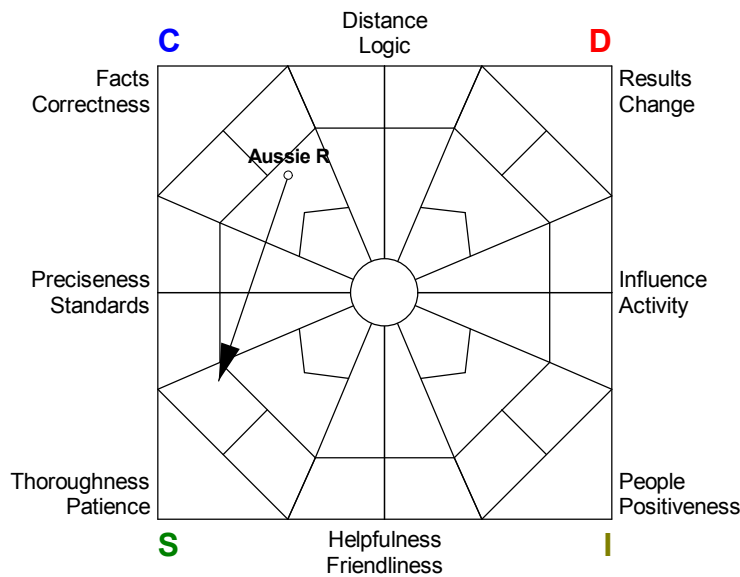 Distance
Logic
C
D
Facts
Correctness
Results
Change
Aussie R
Preciseness
Standards
Influence
Activity
Thoroughness
Patience
People
Positiveness
S
Helpfulness
Friendliness
I